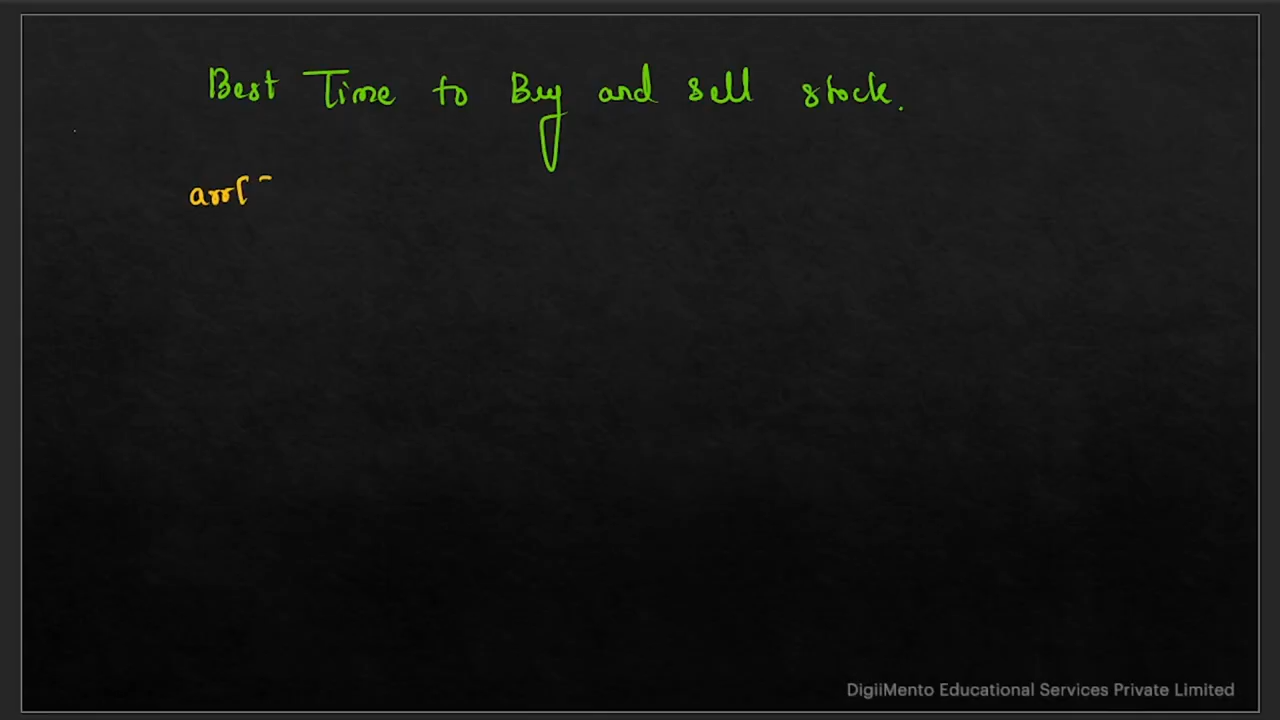 Best Time to Buy and sell stock.
arr[
DigiiMento Educational Services Private Limited